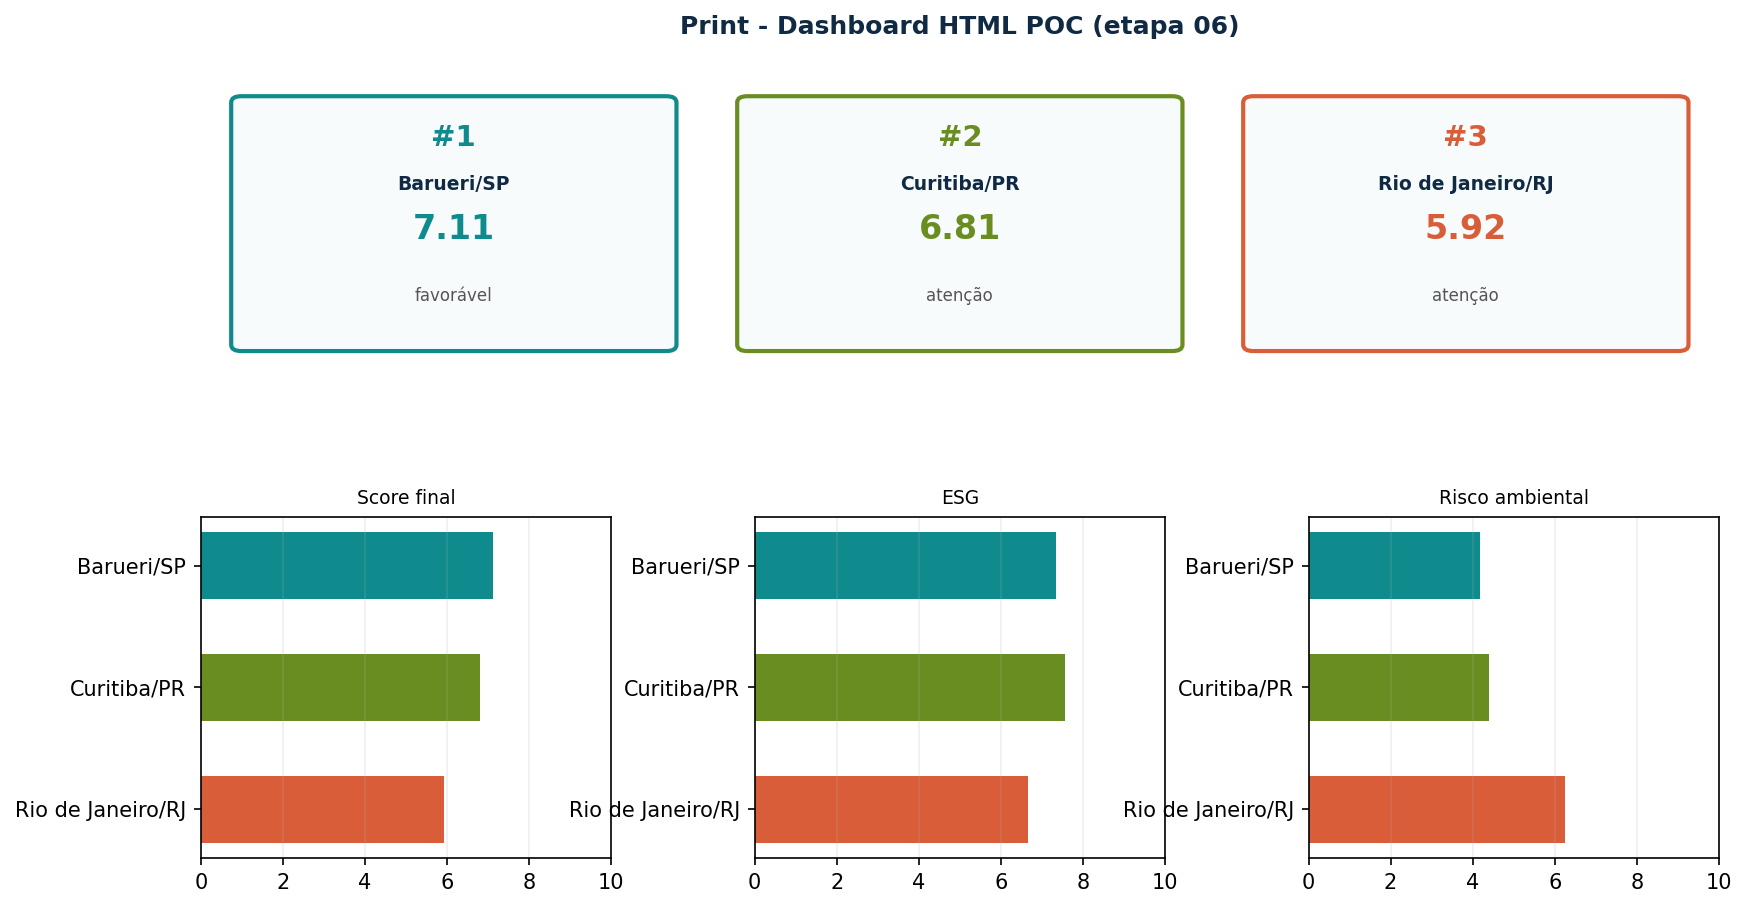 Print - Dashboard HTML POC (etapa 06)
#1
Barueri/SP
7.11
favorável
#2
Curitiba/PR
6.81
atenção
#3
Rio de Janeiro/RJ
5.92
atenção
Score final
Barueri/SP
Curitiba/PR
Rio de Janeiro/RJ
0 2 4 6 8 10
ESG
Barueri/SP
Curitiba/PR
Rio de Janeiro/RJ
0 2 4 6 8 10
Risco ambiental
Barueri/SP
Curitiba/PR
Rio de Janeiro/RJ
0 2 4 6 8 10